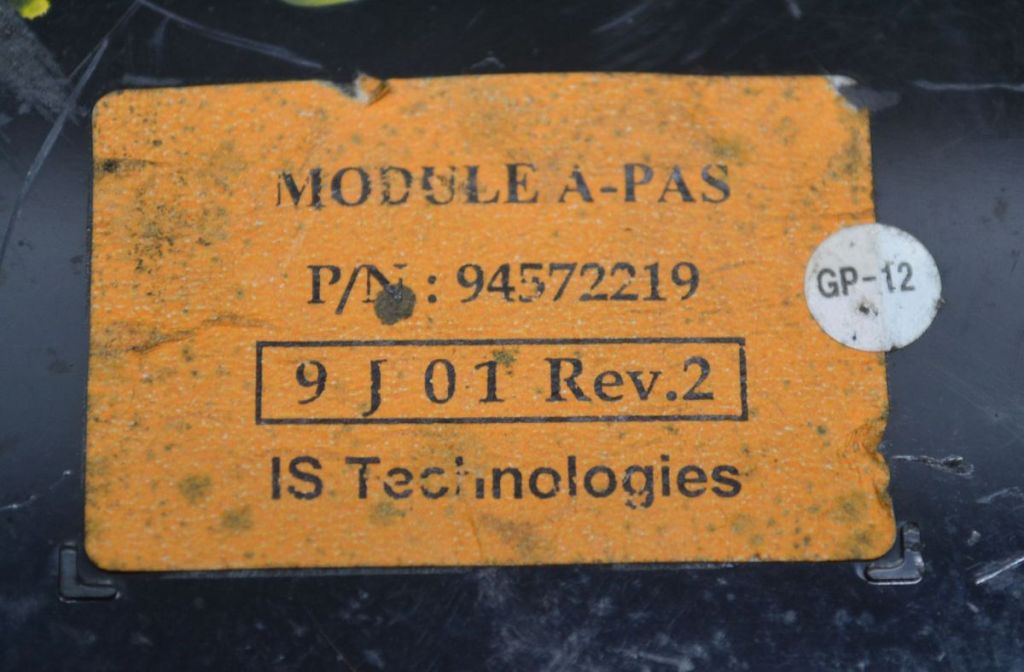 MODULE A-PAS
P/N : 94572219
GP-12
9 J 01 Rev.2
IS Technologies